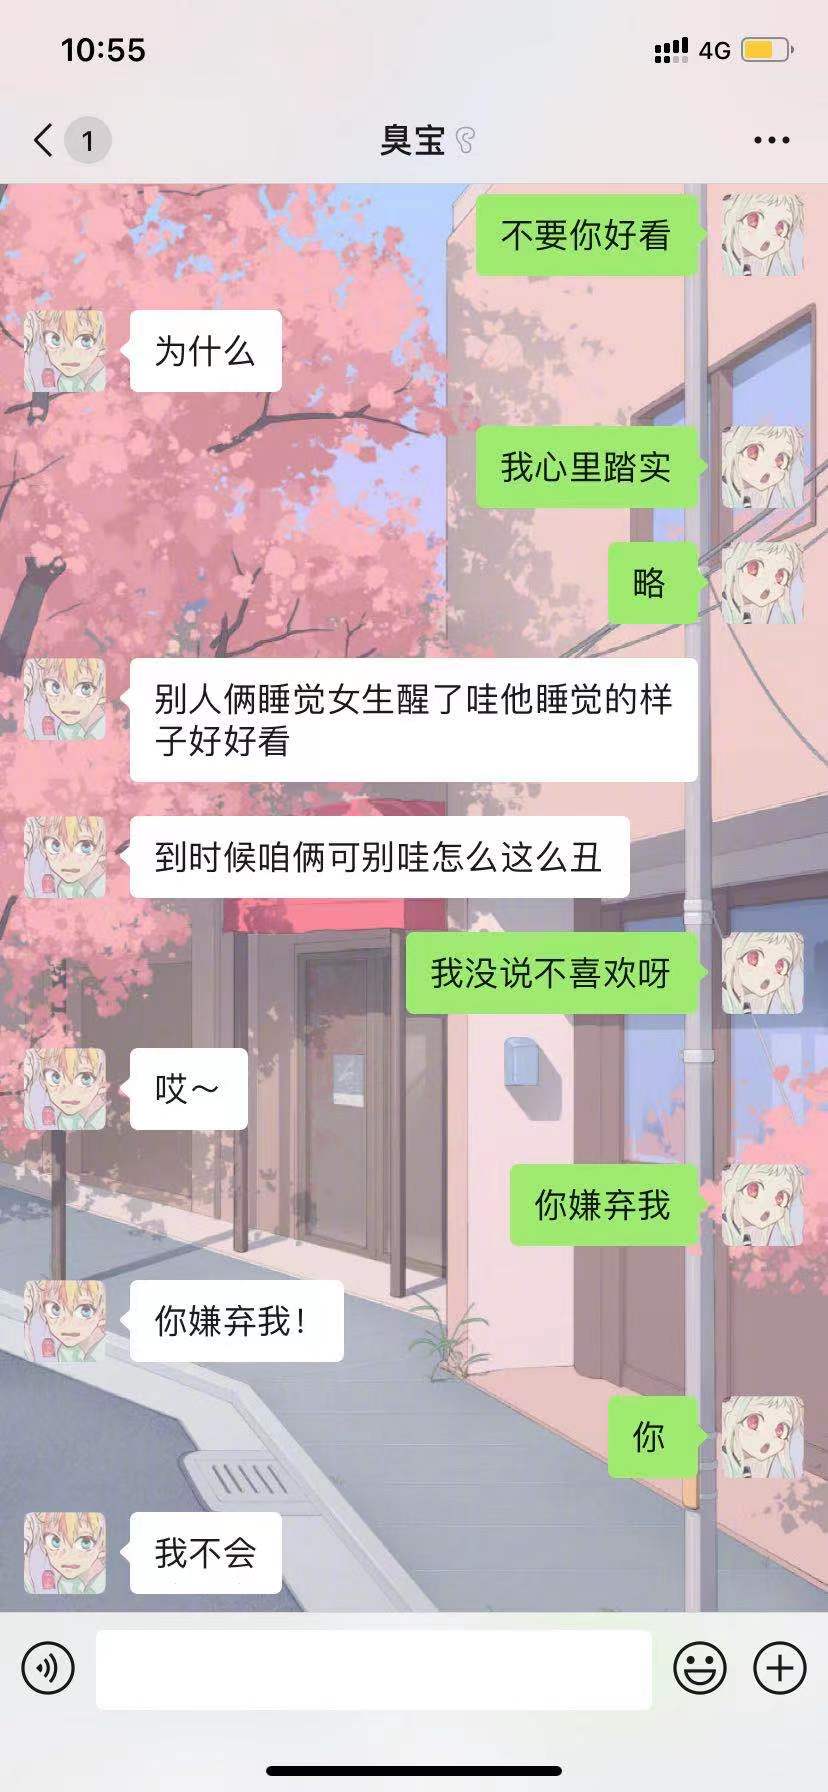 10:55
4G
1
臭宝
不要你好看
为什么
我心里踏实
略
别人俩睡觉女生醒了哇他睡觉的样
子好好看
到时候咱俩可别哇怎么这么丑
我没说不喜欢呀
哎～
你嫌弃我
你嫌弃我！
你
我不会